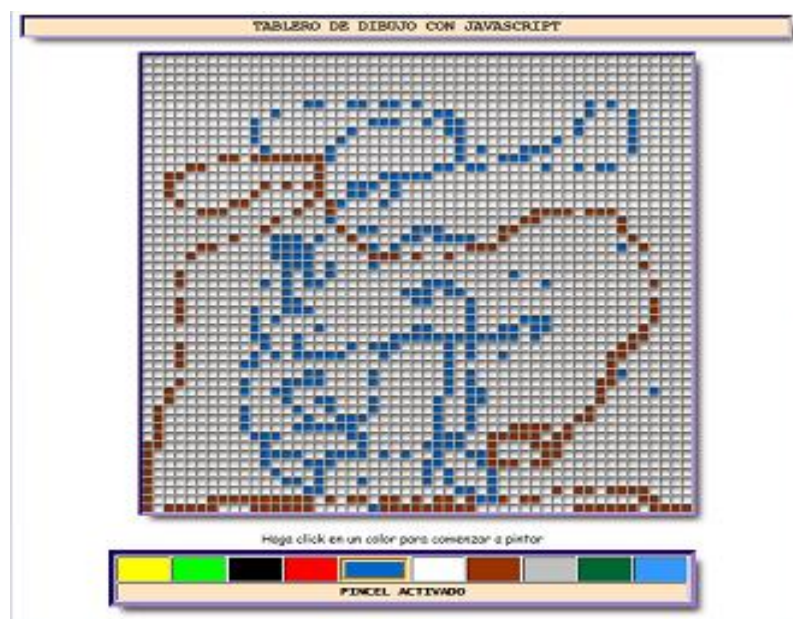 TABLERO DE DIBUJO CON JAVASCRIPT
Haga click en un color para comenzar a pintar
PINCEL ACTIVADO